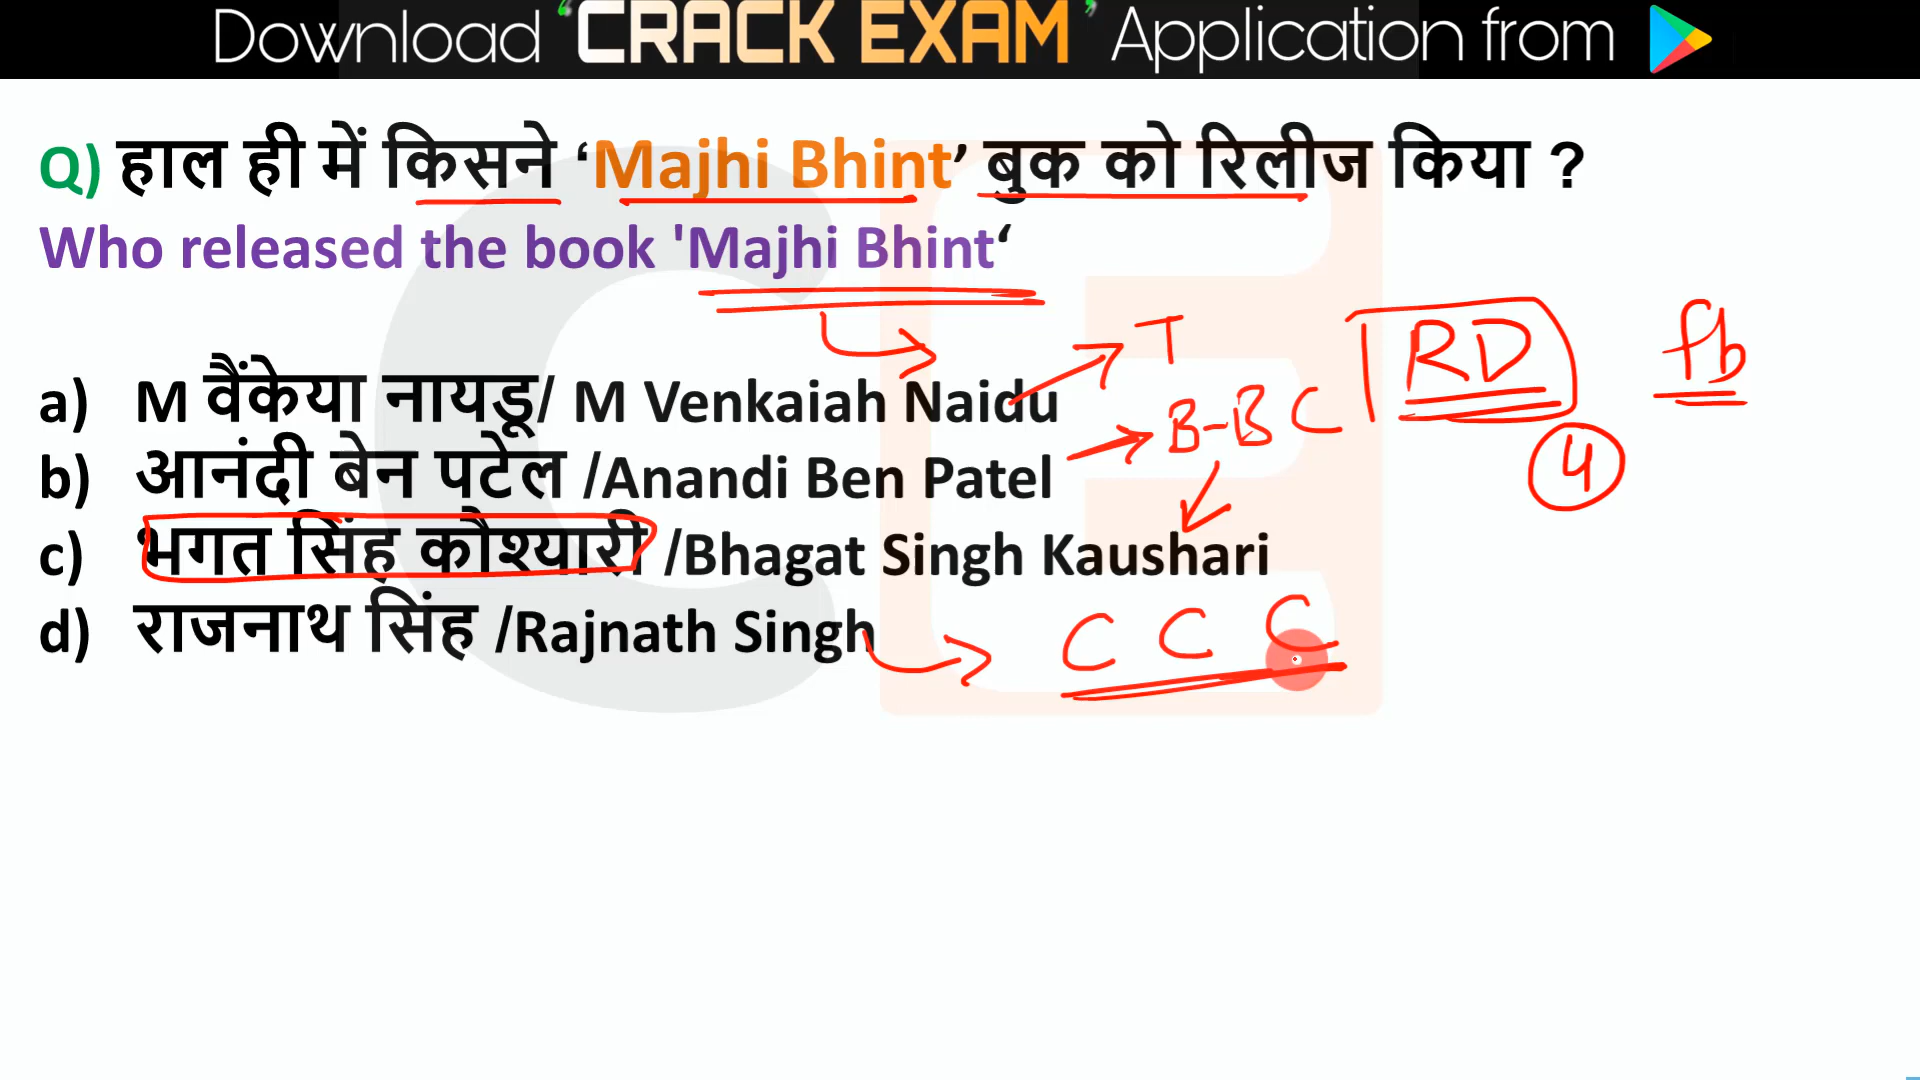 Download ‘CRACK EXAM’ Application from
Q) हाल ही में किसने ‘Majhi Bhint’ बुक को रिलीज किया ?
Who released the book 'Majhi Bhint‘
a) M वैंकेया नायडू/ M Venkaiah Naidu
b) आनंदी बेन पटेल /Anandi Ben Patel
c) भगत सिंह कौश्यारी /Bhagat Singh Kaushari
d) राजनाथ सिंह /Rajnath Singh
T
RD
fb
B-BC
4
C C C